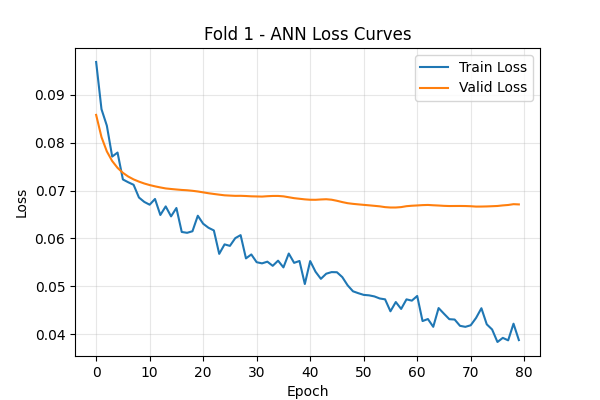 Fold 1 - ANN Loss Curves
Train Loss
Valid Loss
Loss
0.09
0.08
0.07
0.06
0.05
0.04
0 10 20 30 40 50 60 70 80
Epoch